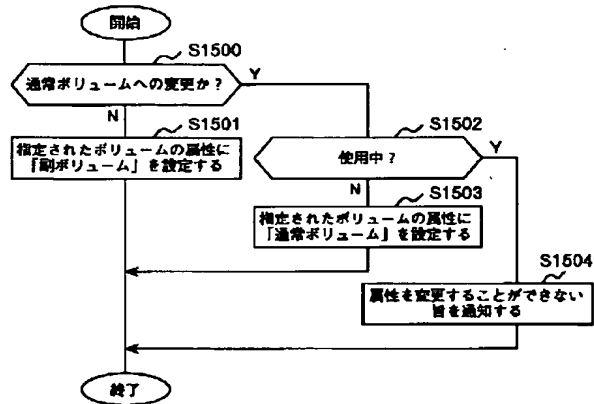 開始
S1500
通常ボリュームへの変更か？
Y
N
S1501
指定されたボリュームの属性に
「副ボリューム」を設定する
S1502
使用中？
Y
N
S1503
指定されたボリュームの属性に
「通常ボリューム」を設定する
S1504
属性を変更することができない
旨を通知する
終了